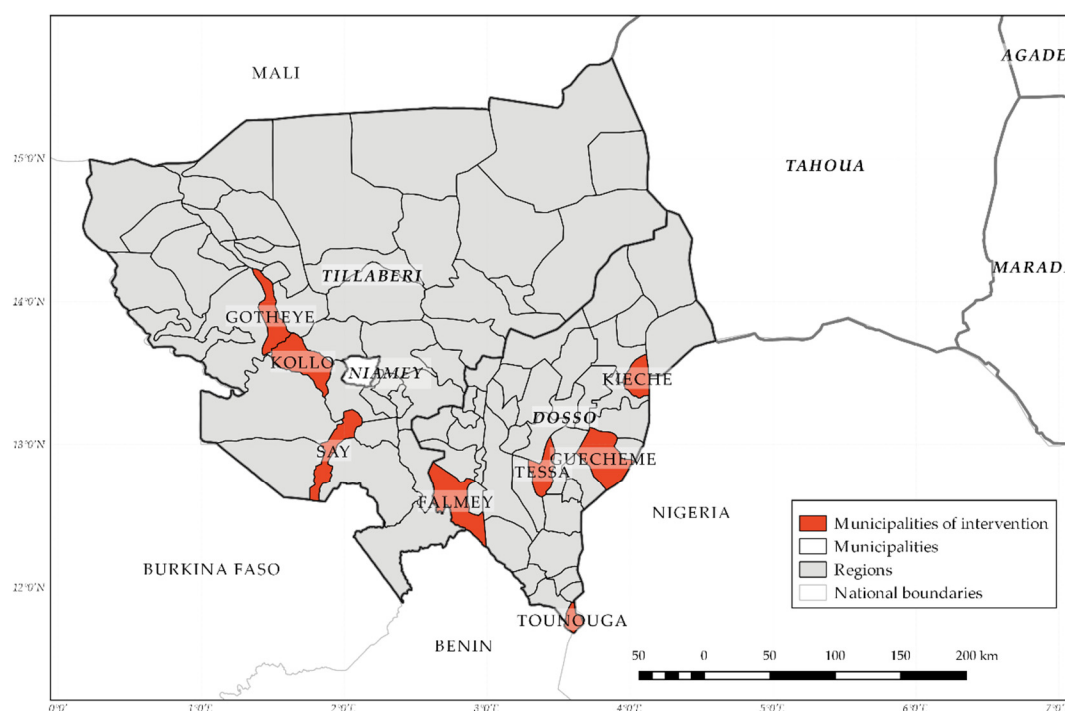 AGADE
MALI
15°0'N
TAHOUA
MARADI
TILLABERI
14°0'N
GOTHEYE
KOLLO
NIAMEY
KIECHE
DOSSO
13°0'N
SAY
GUECHEME
TESSA
FALMEY
NIGERIA
Municipalities of intervention
Municipalities
Regions
National boundaries
BURKINA FASO
12°0'N
TOUNOUGA
BENIN
50 0 50 100 150 200 km